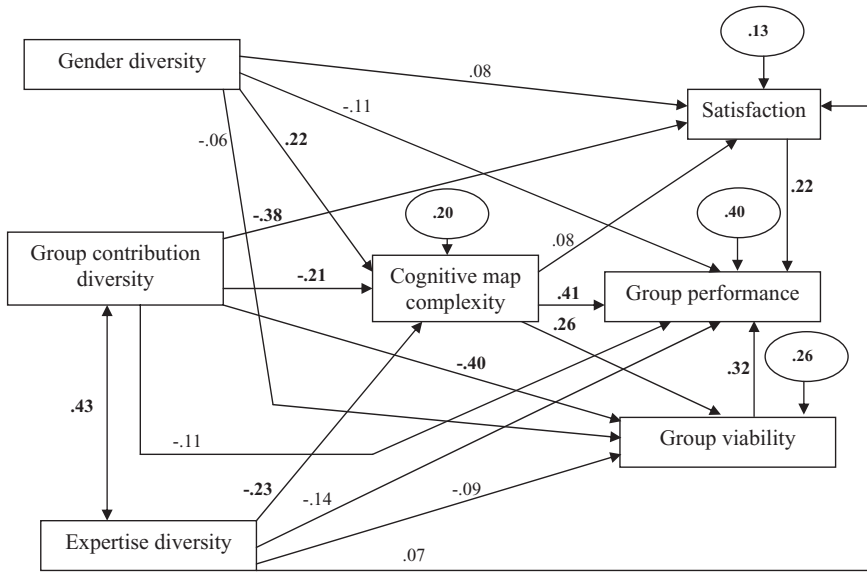 .13
Gender diversity
.08
-.11
Satisfaction
-.06
.22
.22
-.38
.20
.40
Group contribution
diversity
-.21
Cognitive map
complexity
.08
.41
Group performance
.26
-.40
.32
.26
.43
-.11
Group viability
-.23
-.14
-.09
Expertise diversity
.07